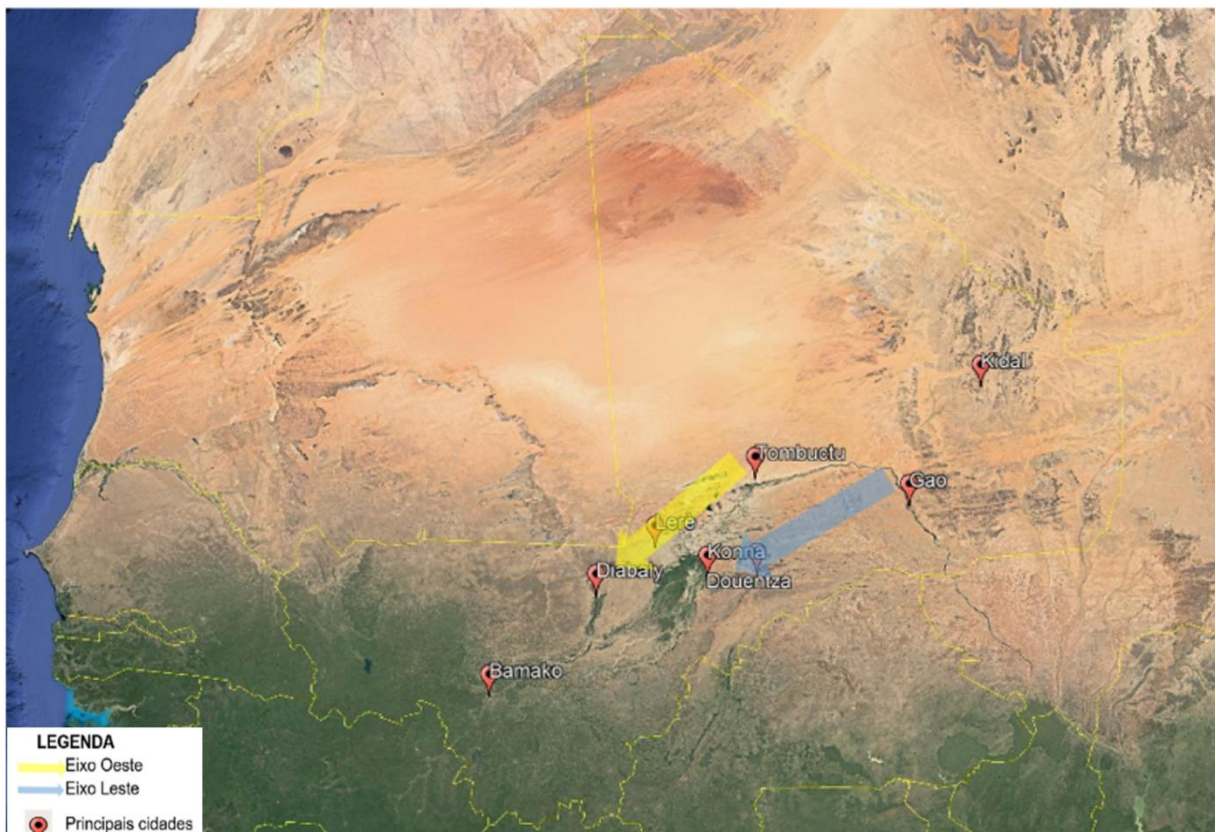 Kidal
Tombuctu
Gao
Lere
Konna
Diabaly
Douentza
Bamako
LEGENDA
Eixo Oeste
Eixo Leste
Principais cidades